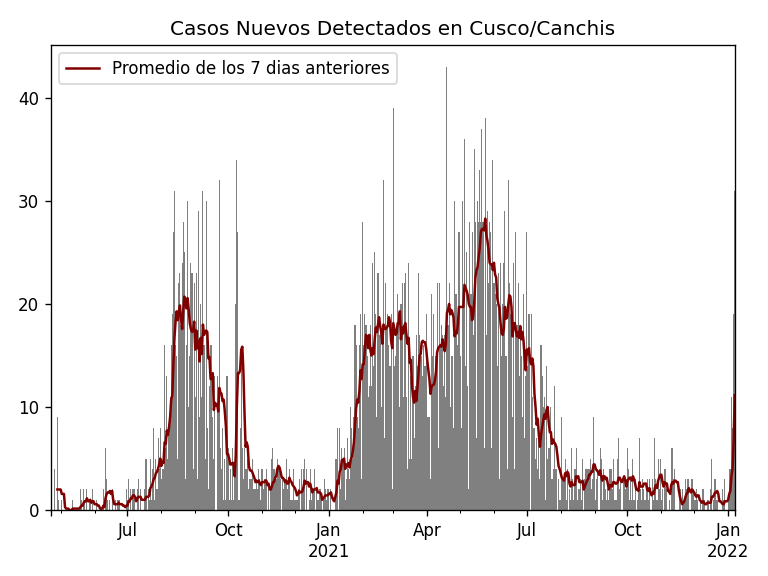 Casos Nuevos Detectados en Cusco/Canchis
Promedio de los 7 dias anteriores
40
30
20
10
0
Jul Oct Jan Apr Jul Oct Jan
2021 2022